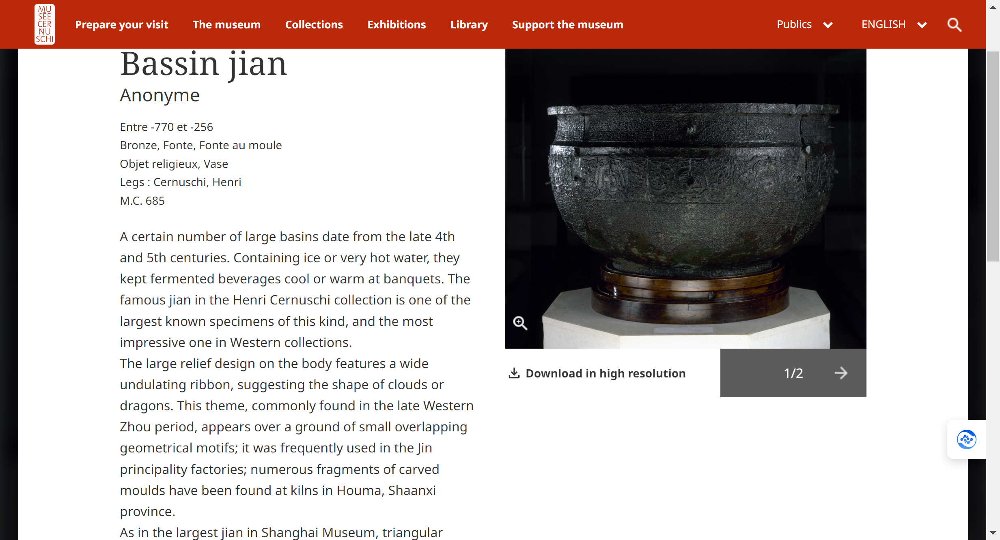 MU
SÉE
CER
NU
SCHI
Prepare your visit The museum Collections Exhibitions Library Support the museum Publics ENGLISH
Bassin jian
Anonyme
Entre -770 et -256
Bronze, Fonte, Fonte au moule
Objet religieux, Vase
Legs : Cernuschi, Henri
M.C. 685
A certain number of large basins date from the late 4th
and 5th centuries. Containing ice or very hot water, they
kept fermented beverages cool or warm at banquets. The
famous jian in the Henri Cernuschi collection is one of the
largest known specimens of this kind, and the most
impressive one in Western collections.
The large relief design on the body features a wide
undulating ribbon, suggesting the shape of clouds or
dragons. This theme, commonly found in the late Western
Zhou period, appears over a ground of small overlapping
geometrical motifs; it was frequently used in the Jin
principality factories; numerous fragments of carved
moulds have been found at kilns in Houma, Shaanxi
province.
As in the largest jian in Shanghai Museum, triangular
Download in high resolution
1/2